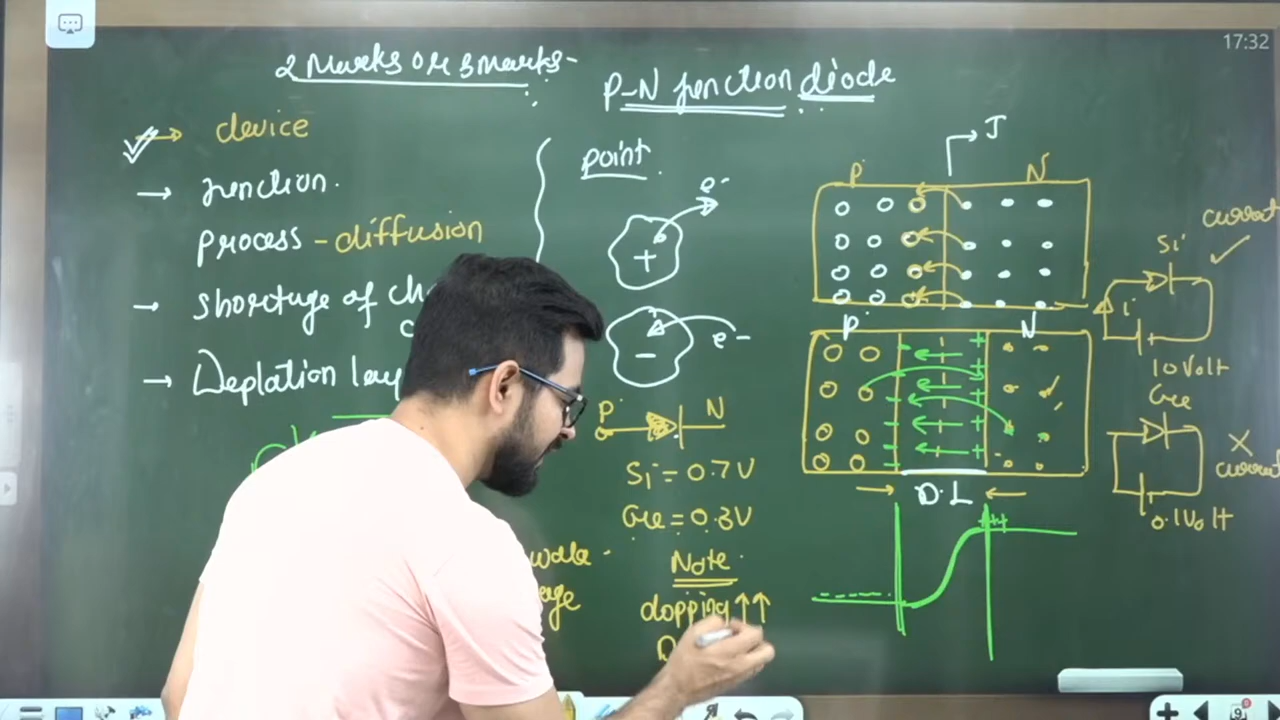 17:32
2 Marks or 3 marks-
P-N junction diode
device
Junction.
process - diffusion
Shortage of ch
Deplation lay
point
e-
+
e-
-
P N
Si = 0.7V
Ge = 0.3V
Note
dopping ↑↑
D
J
P N
P N
D.L
current
Si
i
10 Volt
Ge
current
0.1 Volt